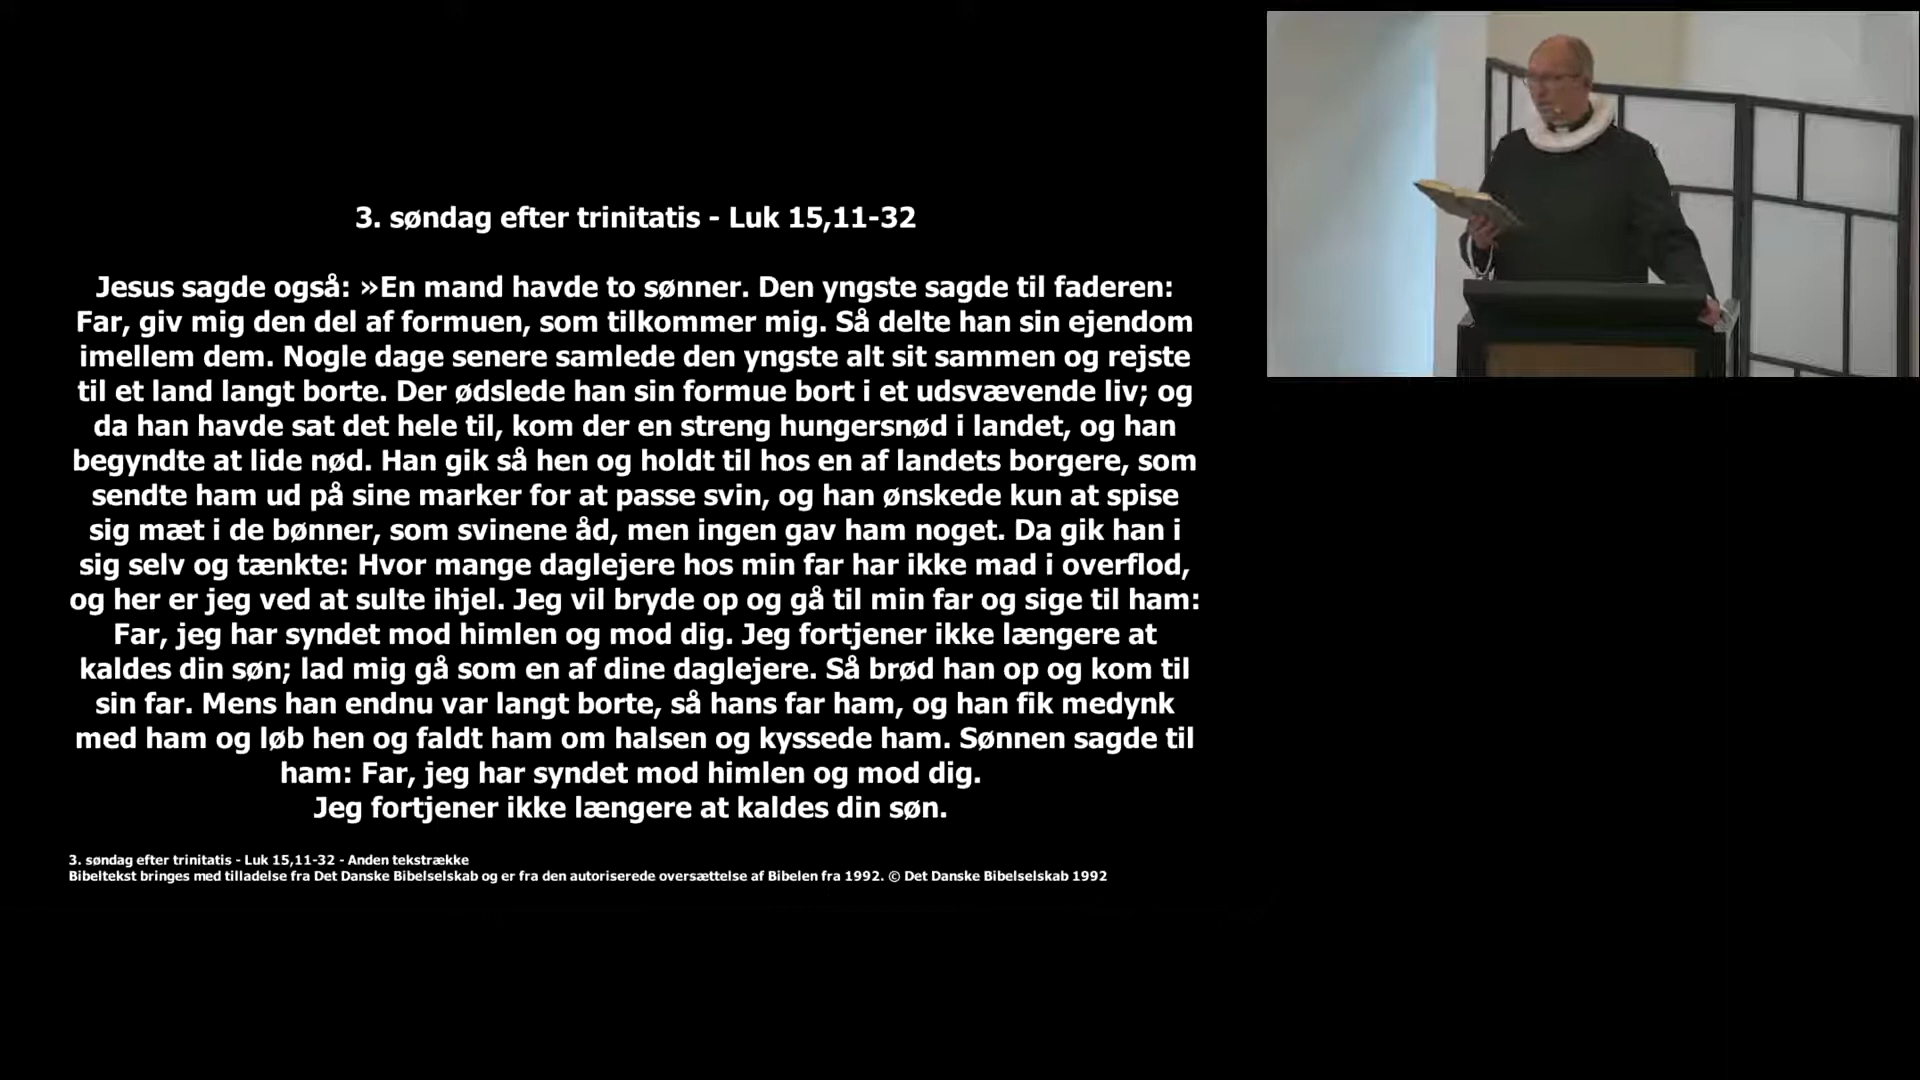 3. søndag efter trinitatis - Luk 15,11-32
Jesus sagde også: »En mand havde to sønner. Den yngste sagde til faderen:
Far, giv mig den del af formuen, som tilkommer mig. Så delte han sin ejendom
imellem dem. Nogle dage senere samlede den yngste alt sit sammen og rejste
til et land langt borte. Der ødslede han sin formue bort i et udsvævende liv; og
da han havde sat det hele til, kom der en streng hungersnød i landet, og han
begyndte at lide nød. Han gik så hen og holdt til hos en af landets borgere, som
sendte ham ud på sine marker for at passe svin, og han ønskede kun at spise
sig mæt i de bønner, som svinene åd, men ingen gav ham noget. Da gik han i
sig selv og tænkte: Hvor mange daglejere hos min far har ikke mad i overflod,
og her er jeg ved at sulte ihjel. Jeg vil bryde op og gå til min far og sige til ham:
Far, jeg har syndet mod himlen og mod dig. Jeg fortjener ikke længere at
kaldes din søn; lad mig gå som en af dine daglejere. Så brød han op og kom til
sin far. Mens han endnu var langt borte, så hans far ham, og han fik medynk
med ham og løb hen og faldt ham om halsen og kyssede ham. Sønnen sagde til
ham: Far, jeg har syndet mod himlen og mod dig.
Jeg fortjener ikke længere at kaldes din søn.
3. søndag efter trinitatis - Luk 15,11-32 - Anden tekstrække
Bibeltekst bringes med tilladelse fra Det Danske Bibelselskab og er fra den autoriserede oversættelse af Bibelen fra 1992. © Det Danske Bibelselskab 1992